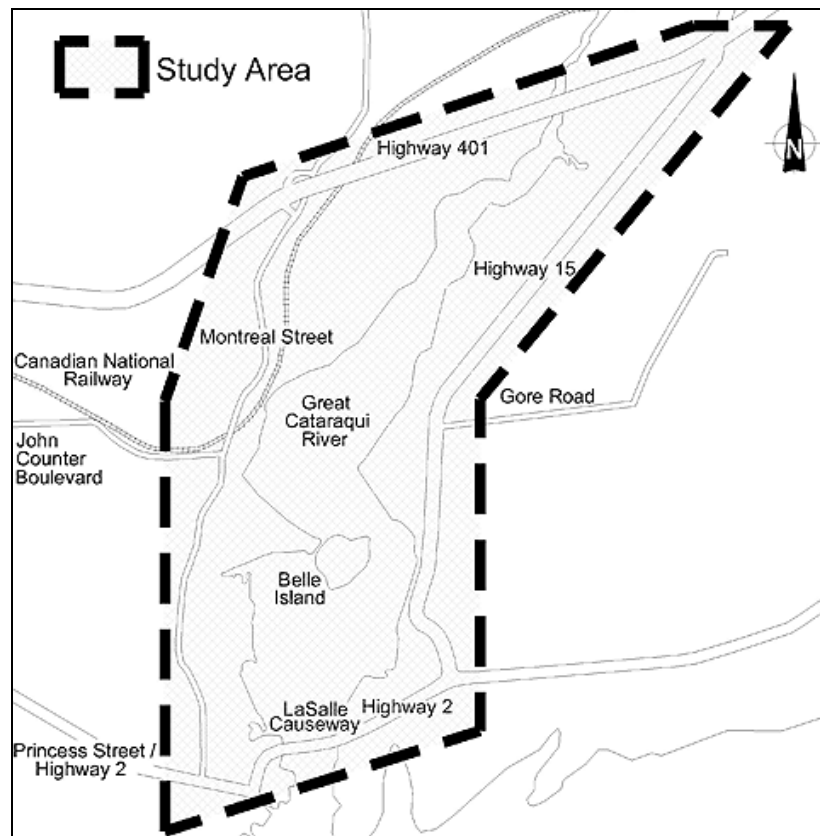 Study Area
Highway 401
N
Highway 15
Montreal Street
Canadian National
Railway
Great
Cataraqui
River
Gore Road
John
Counter
Boulevard
Belle
Island
LaSalle
Causeway
Highway 2
Princess Street /
Highway 2